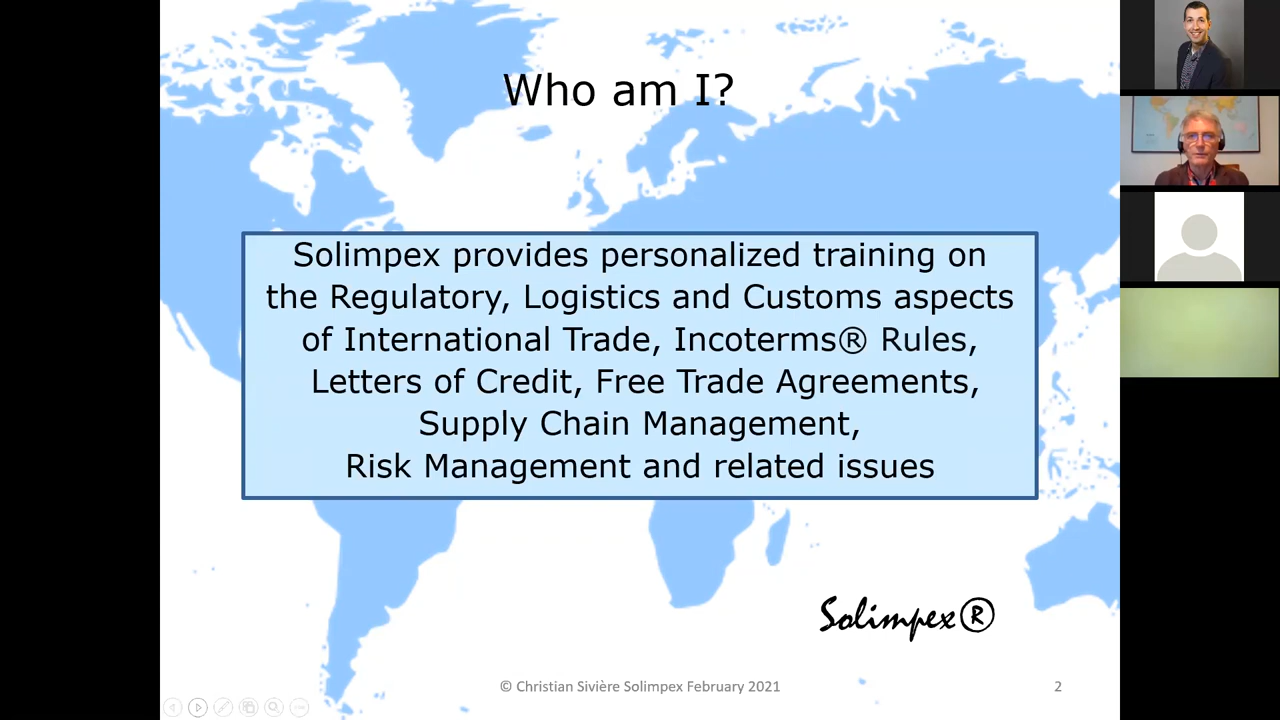 Who am I?
Solimpex provides personalized training on
the Regulatory, Logistics and Customs aspects
of International Trade, Incoterms® Rules,
Letters of Credit, Free Trade Agreements,
Supply Chain Management,
Risk Management and related issues
Solimpex®
© Christian Sivière Solimpex February 2021
2